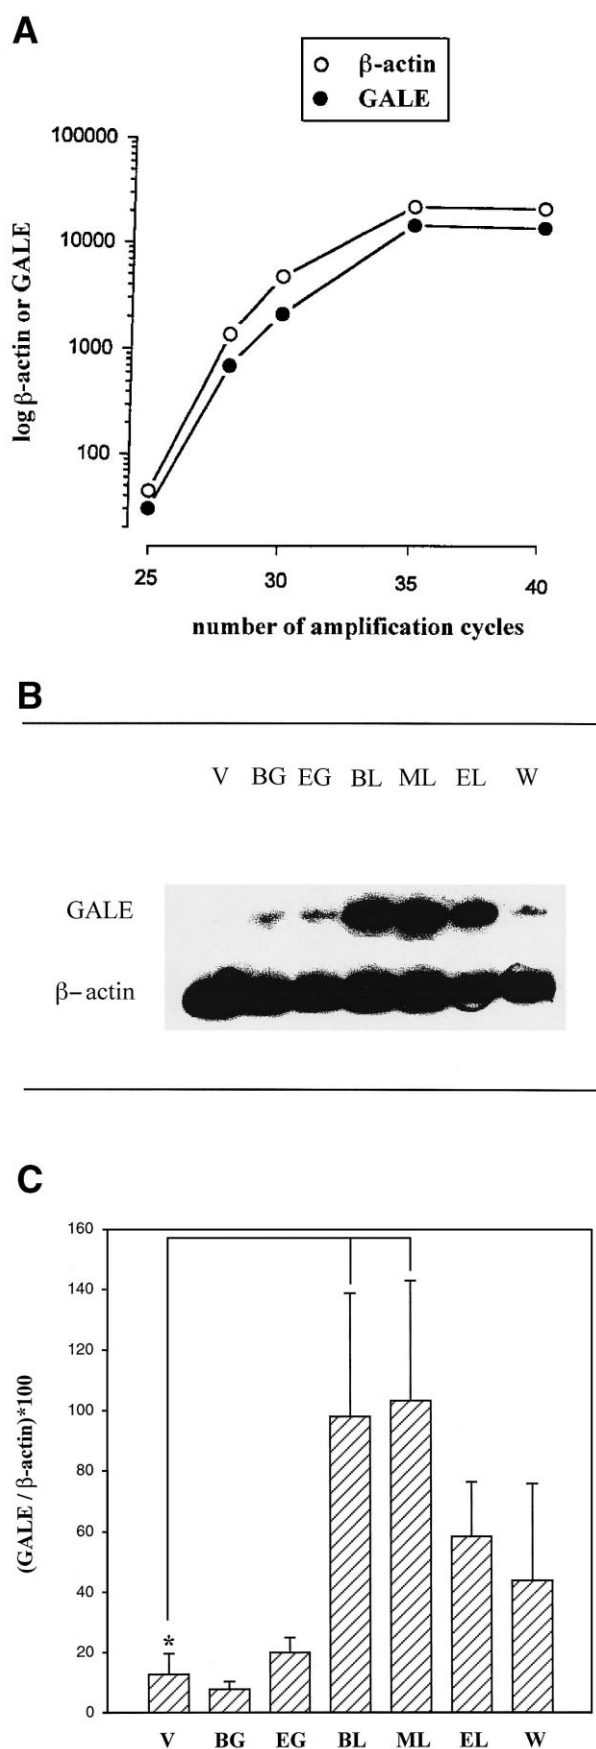 A
β-actin
GALE
log β-actin or GALE
100000
10000
1000
100
25 30 35 40
number of amplification cycles
B
V BG EG BL ML EL W
GALE
β-actin
C
(GALE / β-actin)*100
160
140
120
100
80
60
40
20
0
*
V BG EG BL ML EL W